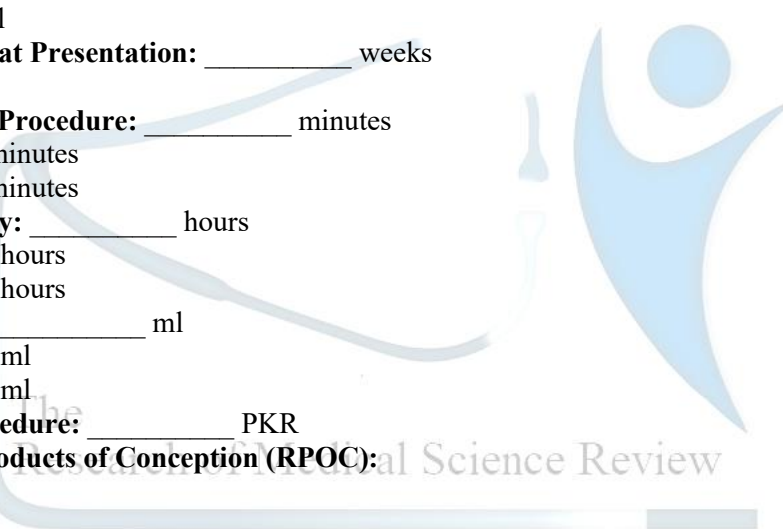 l
at Presentation: __________ weeks
Procedure: __________ minutes
minutes
minutes
y: __________ hours
hours
hours
__________ ml
ml
ml
edure: __________ PKR
oducts of Conception (RPOC):
The
Research of Medical Science Review